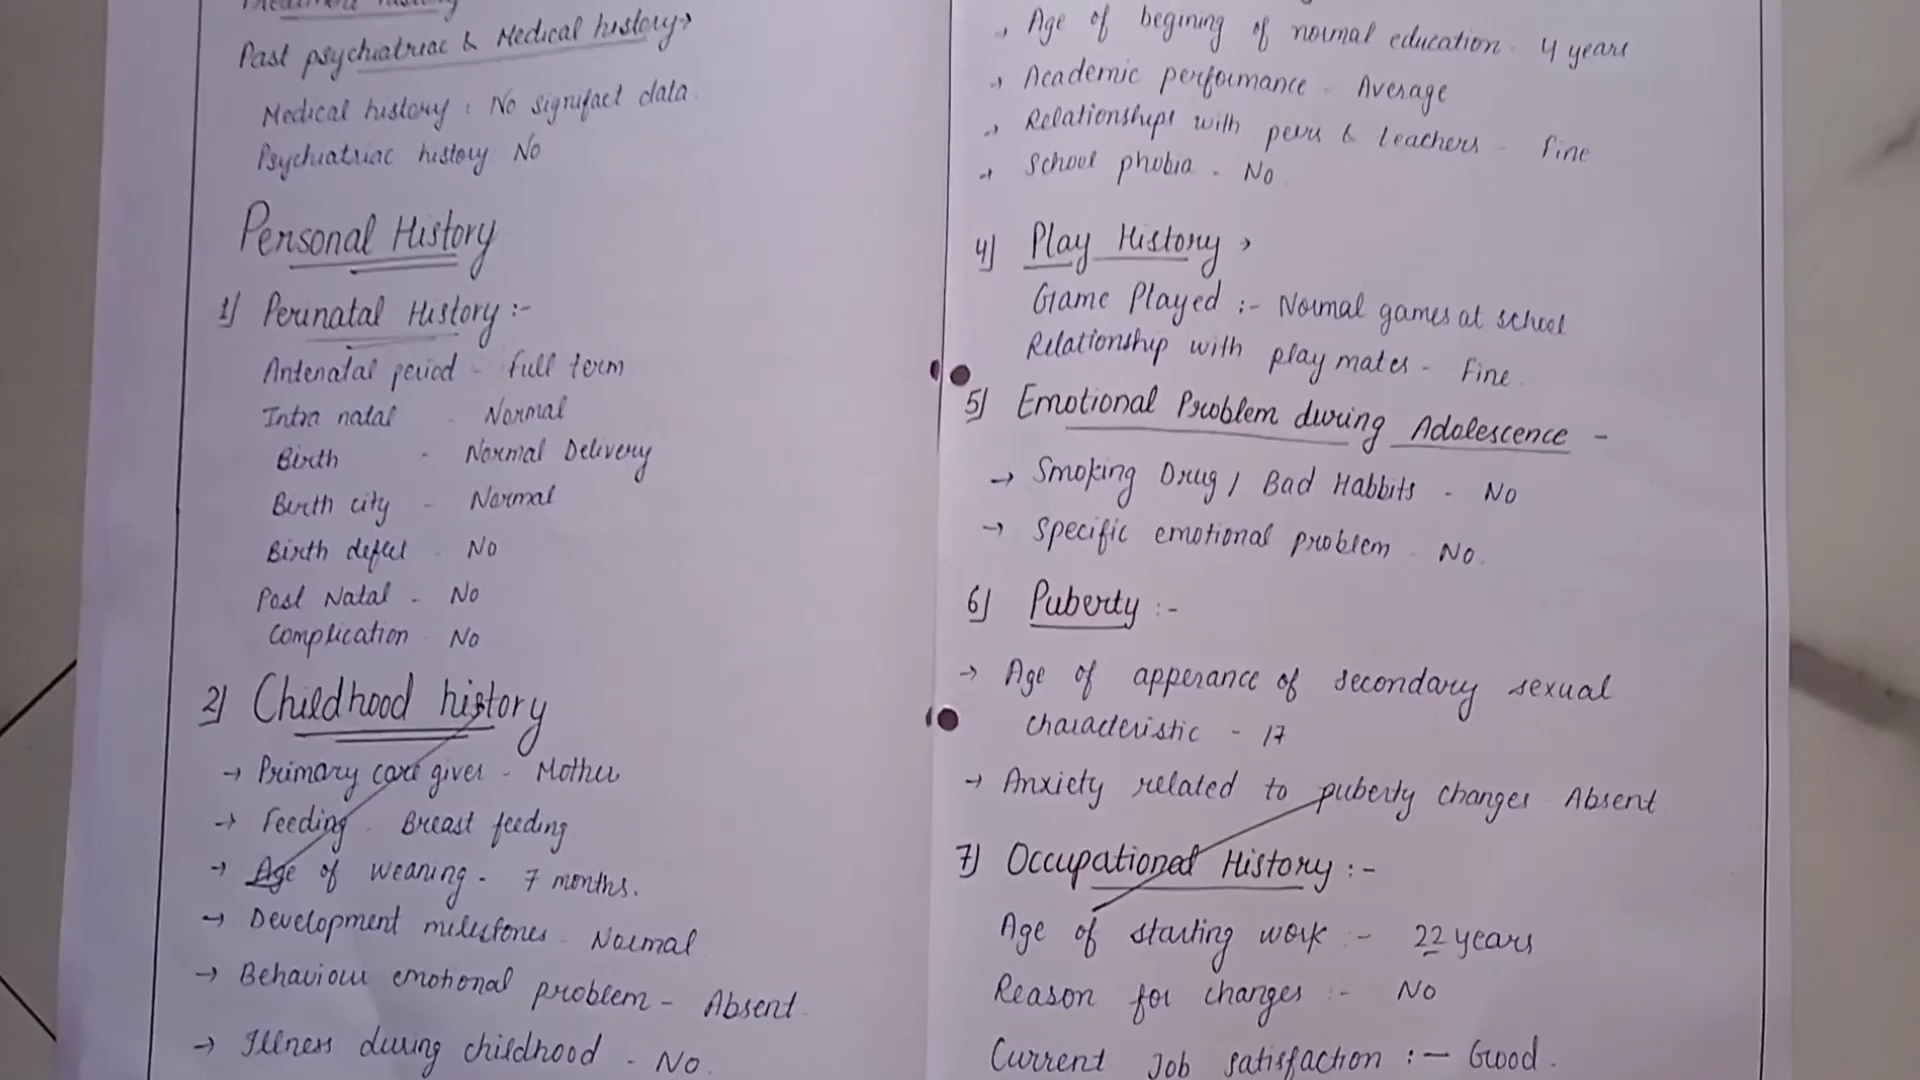 Treatment history
Past psychiatriac & Medical history→
Medical history : No signifact data.
Psychiatriac history No
Personal History
1) Perinatal History :-
Antenatal period - full term
Intra natal - Normal
Birth - Normal Delivery
Birth city - Normal
Birth defect - No
Post Natal - No
Complication - No
2) Childhood history
→ Primary care giver - Mother
→ Feeding - Breast feeding
→ Age of weaning - 7 months.
→ Development milestones - Normal
→ Behaviour emotional problem - Absent.
→ Illness during childhood - No.
→ Age of begining of normal education - 4 years
→ Academic performance - Average
→ Relationships with peers & teachers - fine
→ School phobia - No
4) Play History →
Game Played :- Normal games at school
Relationship with play mates - Fine.
5) Emotional Problem during Adolescence -
→ Smoking Drug / Bad Habbits - No
→ Specific emotional problem - No.
6) Puberty :-
→ Age of apperance of secondary sexual
characteristic - 17
→ Anxiety related to puberty changes Absent
7) Occupational History :-
Age of starting work :- 22 years
Reason for changes :- No
Current Job satisfaction :- Good.